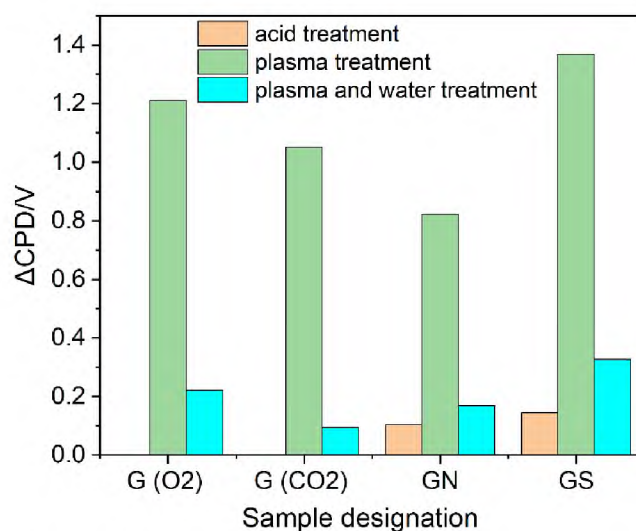 acid treatment
plasma treatment
plasma and water treatment
1.4
1.2
1.0
0.8
0.6
0.4
0.2
0.0
ΔCPD/V
G (O2) G (CO2) GN GS
Sample designation